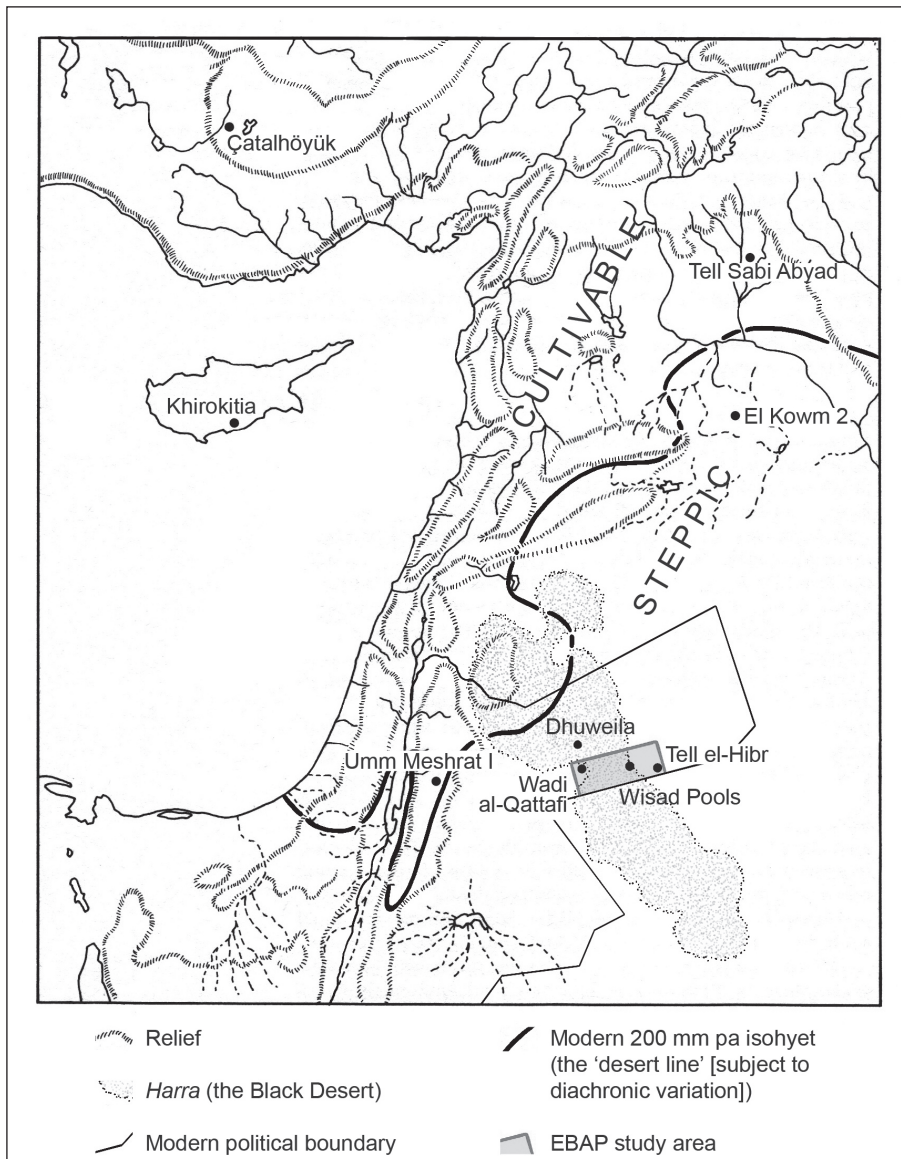 Çatalhöyük
Tell Sabi Abyad
CULTIVABLE
Khirokitia
El Kowm 2
STEPPIC
Dhuweila
Tell el-Hibr
Umm Meshrat I
Wadi
al-Qattafi
Wisad Pools
Relief
Harra (the Black Desert)
Modern political boundary
Modern 200 mm pa isohyet
(the ‘desert line’ [subject to
diachronic variation])
EBAP study area